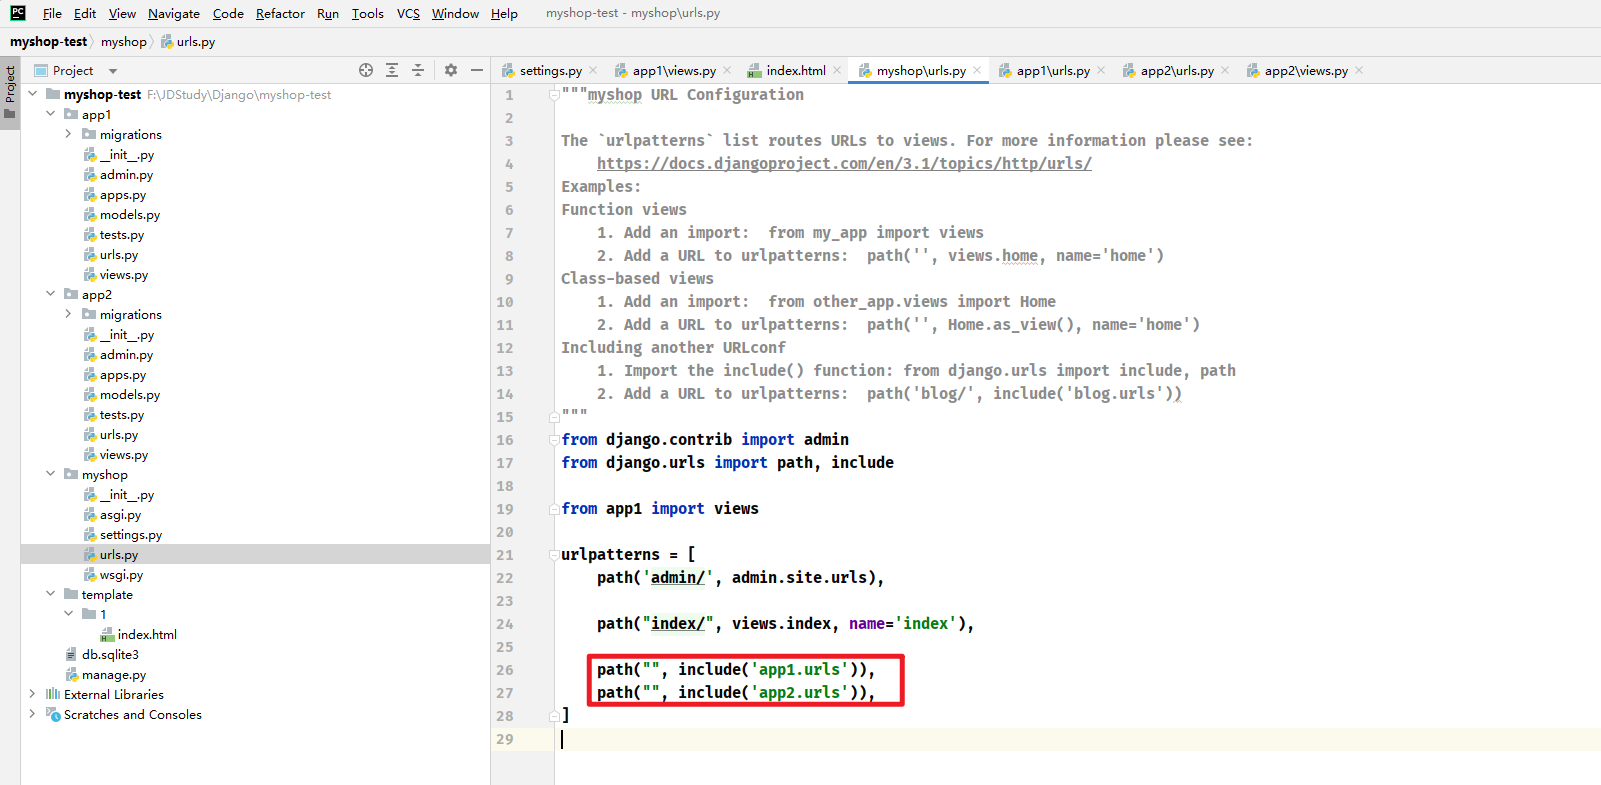 PC File Edit View Navigate Code Refactor Run Tools VCS Window Help myshop-test - myshop\urls.py
myshop-test myshop urls.py
Project
Project
settings.py app1\views.py index.html myshop\urls.py app1\urls.py app2\urls.py app2\views.py
myshop-test F:\JDStudy\Django\myshop-test
app1
migrations
__init__.py
admin.py
apps.py
models.py
tests.py
urls.py
views.py
app2
migrations
__init__.py
admin.py
apps.py
models.py
tests.py
urls.py
views.py
myshop
__init__.py
asgi.py
settings.py
urls.py
wsgi.py
template
1
index.html
db.sqlite3
manage.py
External Libraries
Scratches and Consoles
1 """myshop URL Configuration
2
3 The `urlpatterns` list routes URLs to views. For more information please see:
4     https://docs.djangoproject.com/en/3.1/topics/http/urls/
5 Examples:
6 Function views
7     1. Add an import:  from my_app import views
8     2. Add a URL to urlpatterns:  path('', views.home, name='home')
9 Class-based views
10     1. Add an import:  from other_app.views import Home
11     2. Add a URL to urlpatterns:  path('', Home.as_view(), name='home')
12 Including another URLconf
13     1. Import the include() function: from django.urls import include, path
14     2. Add a URL to urlpatterns:  path('blog/', include('blog.urls'))
15 """
16 from django.contrib import admin
17 from django.urls import path, include
18
19 from app1 import views
20
21 urlpatterns = [
22     path('admin/', admin.site.urls),
23
24     path("index/", views.index, name='index'),
25
26     path("", include('app1.urls')),
27     path("", include('app2.urls')),
28 ]
29